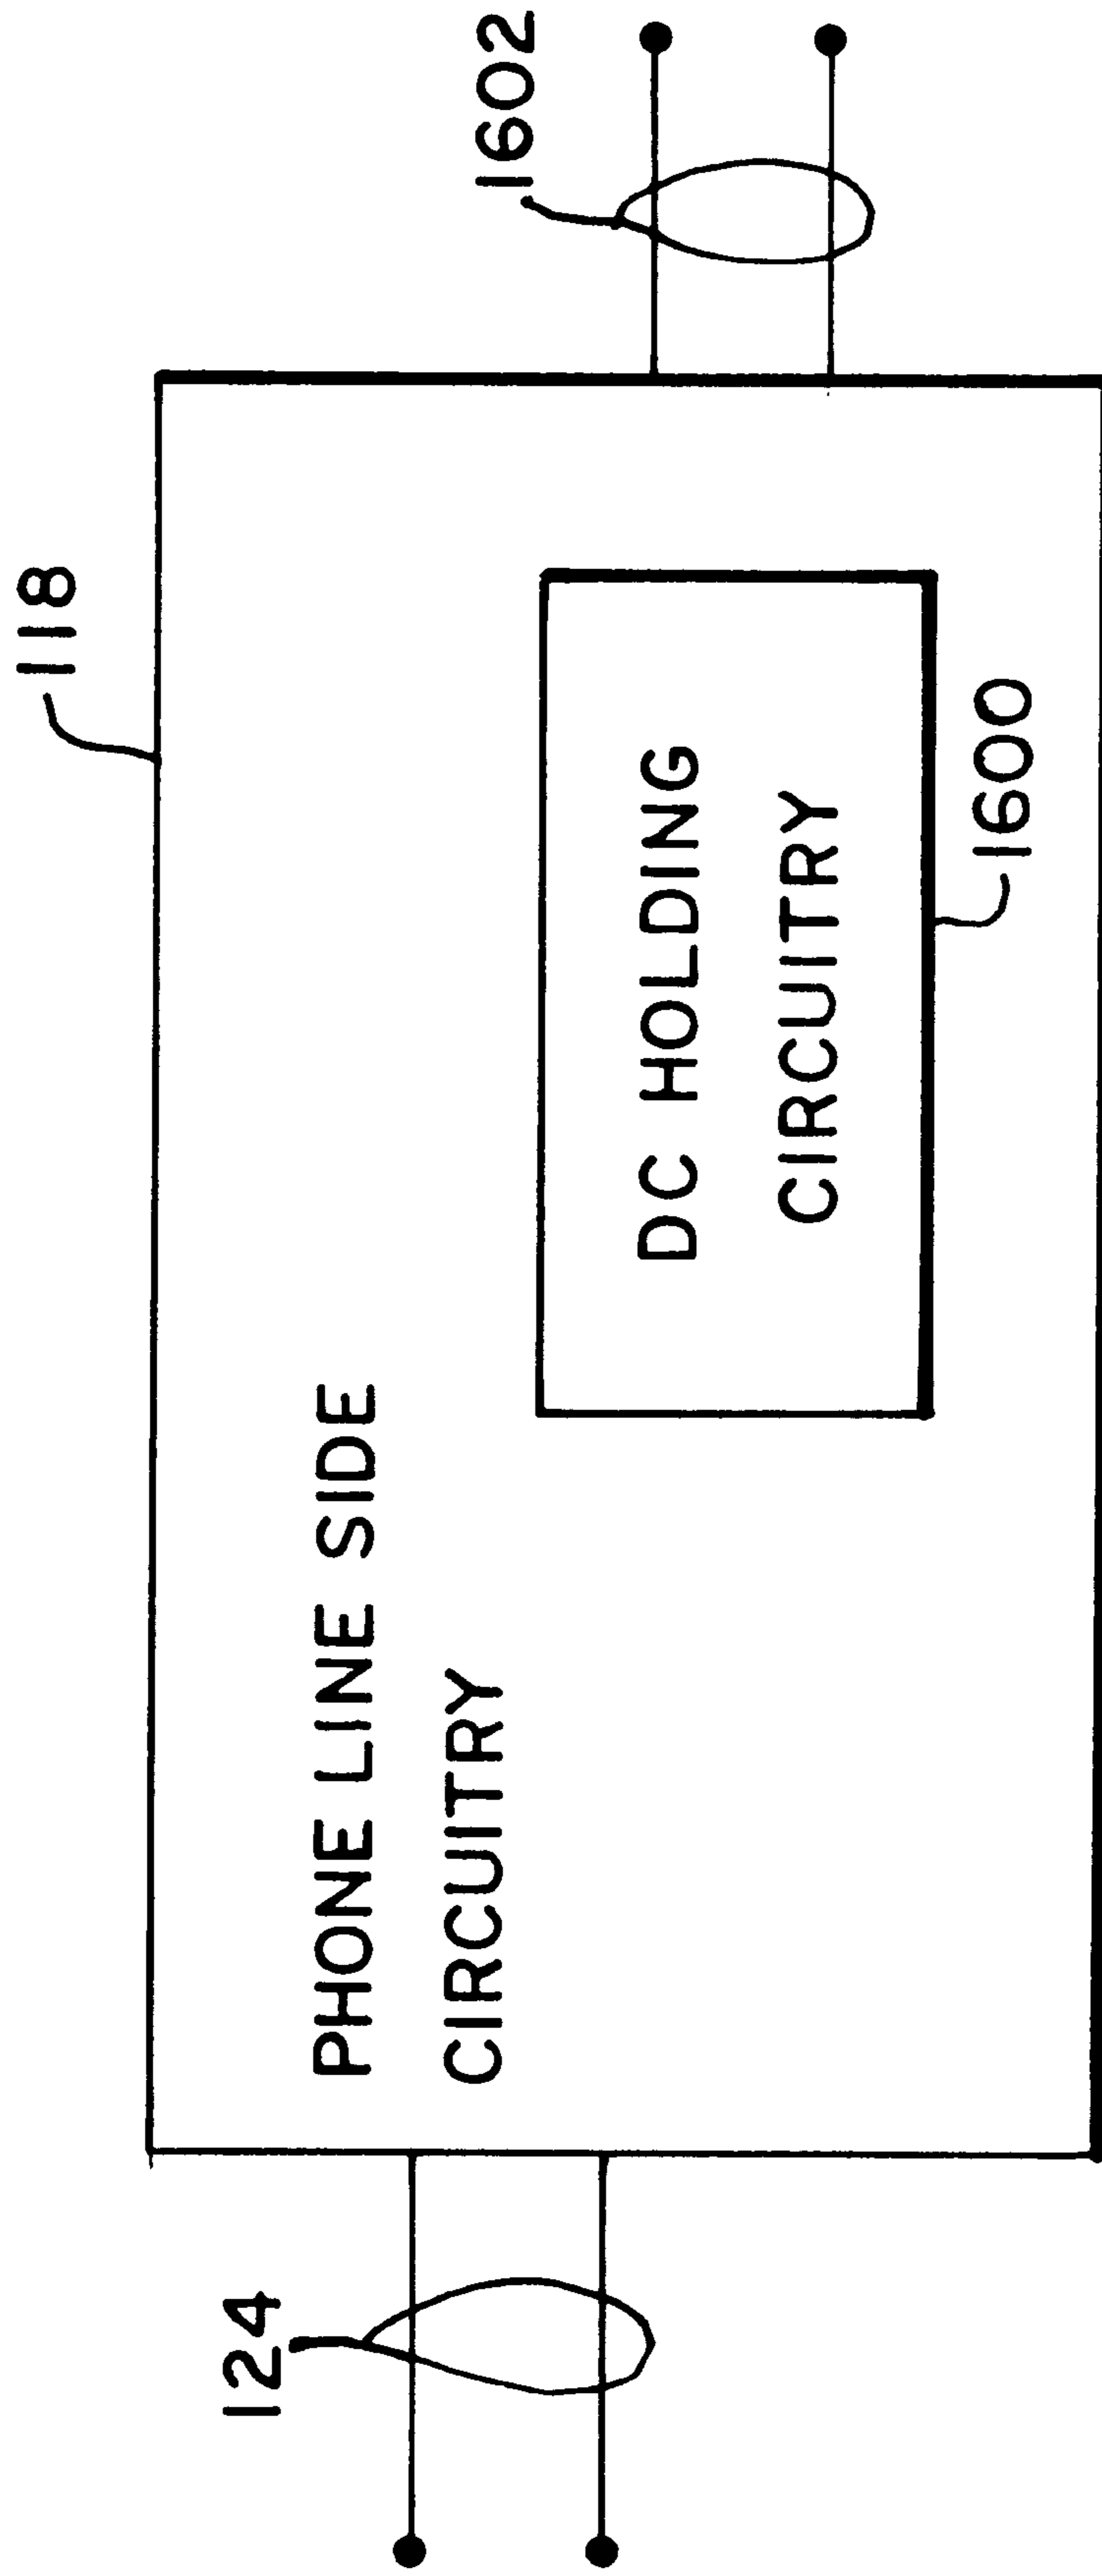 118
1602
124
PHONE LINE SIDE
CIRCUITRY
DC HOLDING
CIRCUITRY
1600